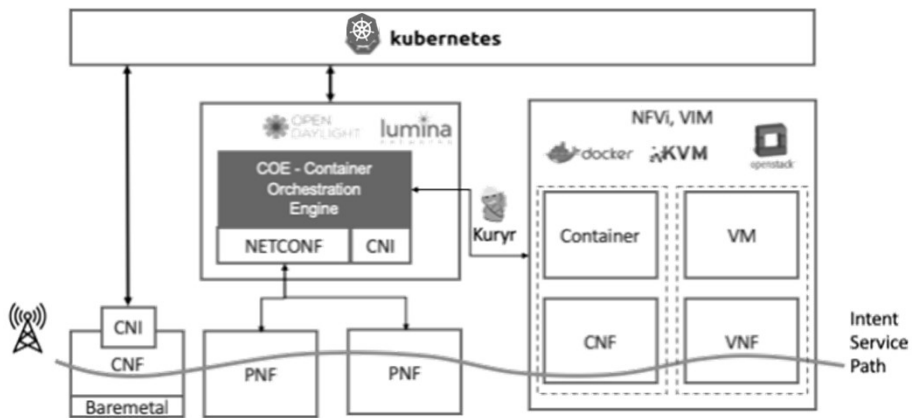 kubernetes
OPEN
DAYLIGHT
lumina
NETWORKS
COE - Container
Orchestration
Engine
NETCONF
CNI
Kuryr
NFVi, VIM
docker
KVM
openstack
Container
VM
CNI
CNF
Baremetal
PNF
PNF
CNF
VNF
Intent
Service
Path